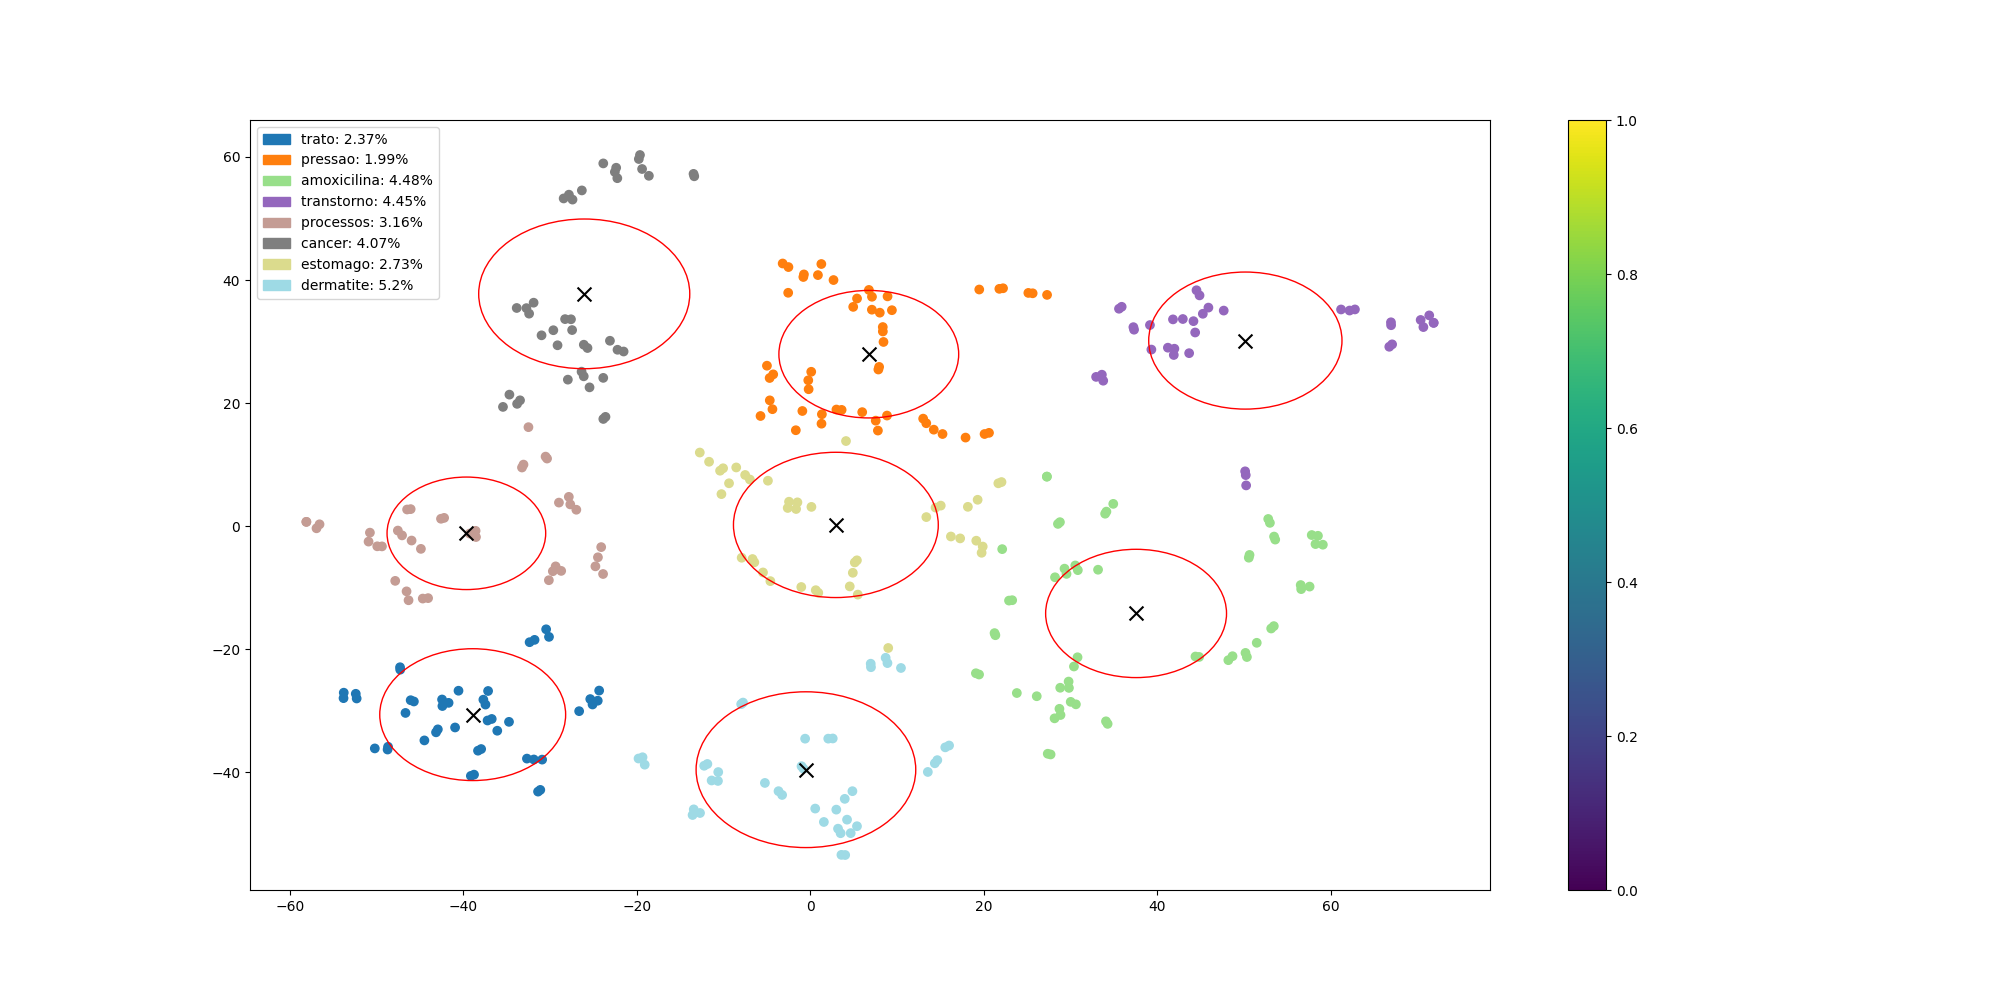 trato: 2.37%
pressao: 1.99%
amoxicilina: 4.48%
transtorno: 4.45%
processos: 3.16%
cancer: 4.07%
estomago: 2.73%
dermatite: 5.2%
60
40
20
0
−20
−40
−60 −40 −20 0 20 40 60
1.0
0.8
0.6
0.4
0.2
0.0